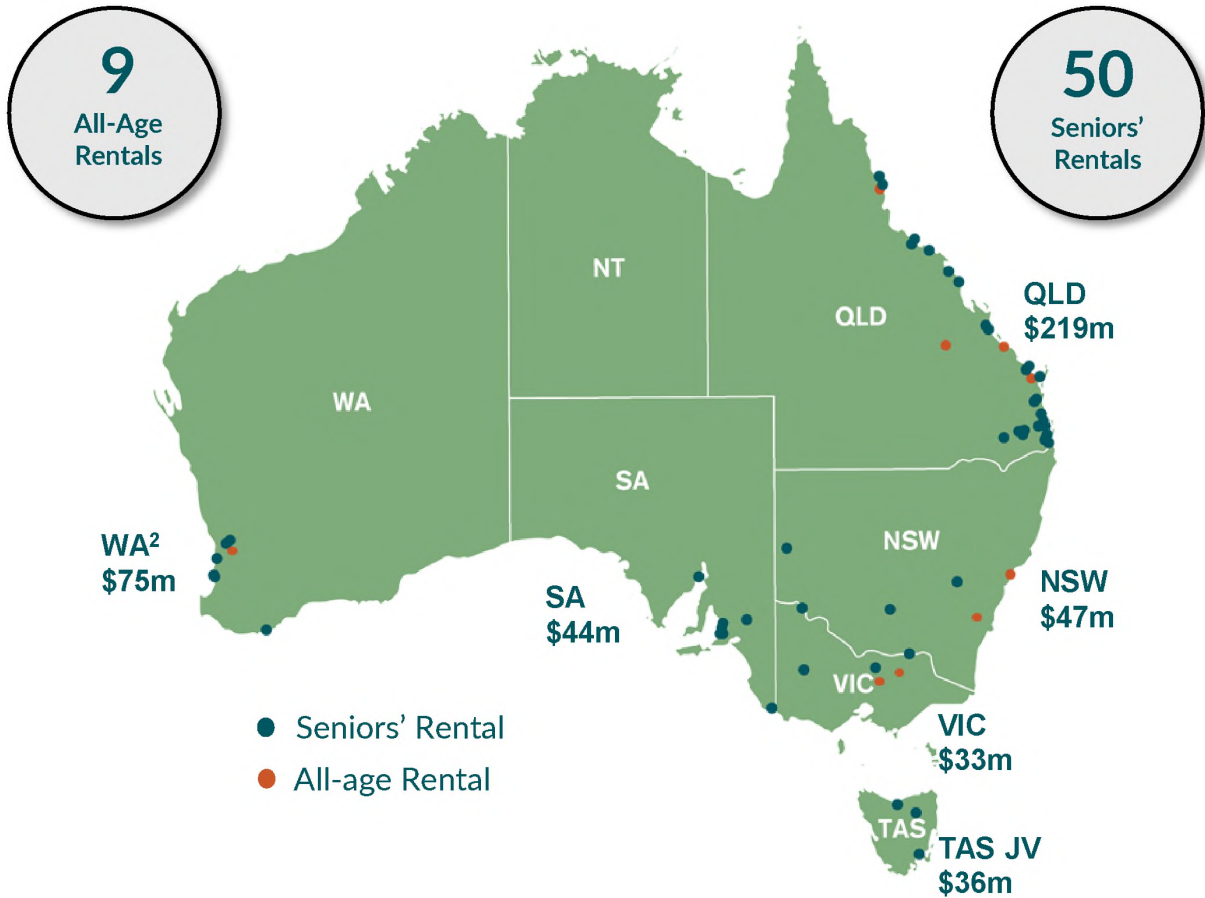 9
All-Age
Rentals
50
Seniors’
Rentals
NT
QLD
QLD
$219m
WA
SA
NSW
WA²
$75m
SA
$44m
NSW
$47m
VIC
Seniors’ Rental
All-age Rental
VIC
$33m
TAS
TAS JV
$36m